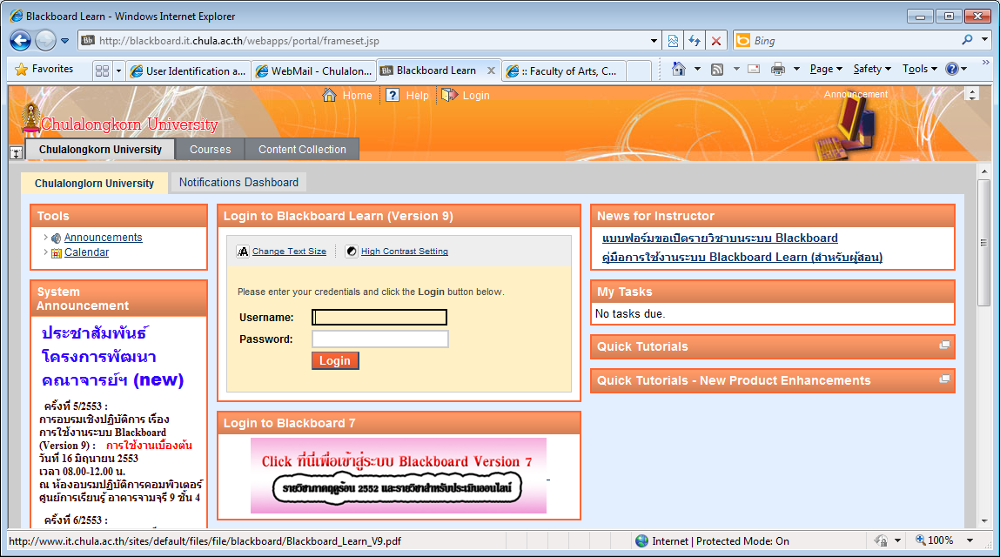 Blackboard Learn - Windows Internet Explorer
http://blackboard.it.chula.ac.th/webapps/portal/frameset.jsp
Bing
Favorites
User Identification a...
WebMail - Chulalon...
Blackboard Learn
:: Faculty of Arts, C...
Page
Safety
Tools
Home
Help
Login
Announcement
Chulalongkorn University
Chulalongkorn University
Courses
Content Collection
Chulalonglorn University
Notifications Dashboard
Tools
Announcements
Calendar
System
Announcement
ประชาสัมพันธ์
โครงการพัฒนา
คณาจารย์ฯ (new)
ครั้งที่ 5/2553 :
การอบรมเชิงปฏิบัติการ เรื่อง
การใช้งานระบบ Blackboard
(Version 9) : การใช้งานเบื้องต้น
วันที่ 16 มิถุนายน 2553
เวลา 08.00-12.00 น.
ณ ห้องอบรมปฏิบัติการคอมพิวเตอร์
ศูนย์การเรียนรู้ อาคารจามจุรี 9 ชั้น 4
ครั้งที่ 6/2553 :
Login to Blackboard Learn (Version 9)
Change Text Size
High Contrast Setting
Please enter your credentials and click the Login button below.
Username:
Password:
Login
Login to Blackboard 7
Click ที่นี่เพื่อเข้าสู่ระบบ Blackboard Version 7
รายวิชาภาคฤดูร้อน 2552 และรายวิชาสำหรับประเมินออนไลน์
News for Instructor
แบบฟอร์มขอเปิดรายวิชาบนระบบ Blackboard
คู่มือการใช้งานระบบ Blackboard Learn (สำหรับผู้สอน)
My Tasks
No tasks due.
Quick Tutorials
Quick Tutorials - New Product Enhancements
http://www.it.chula.ac.th/sites/default/files/file/blackboard/Blackboard_Learn_V9.pdf
Internet | Protected Mode: On
100%